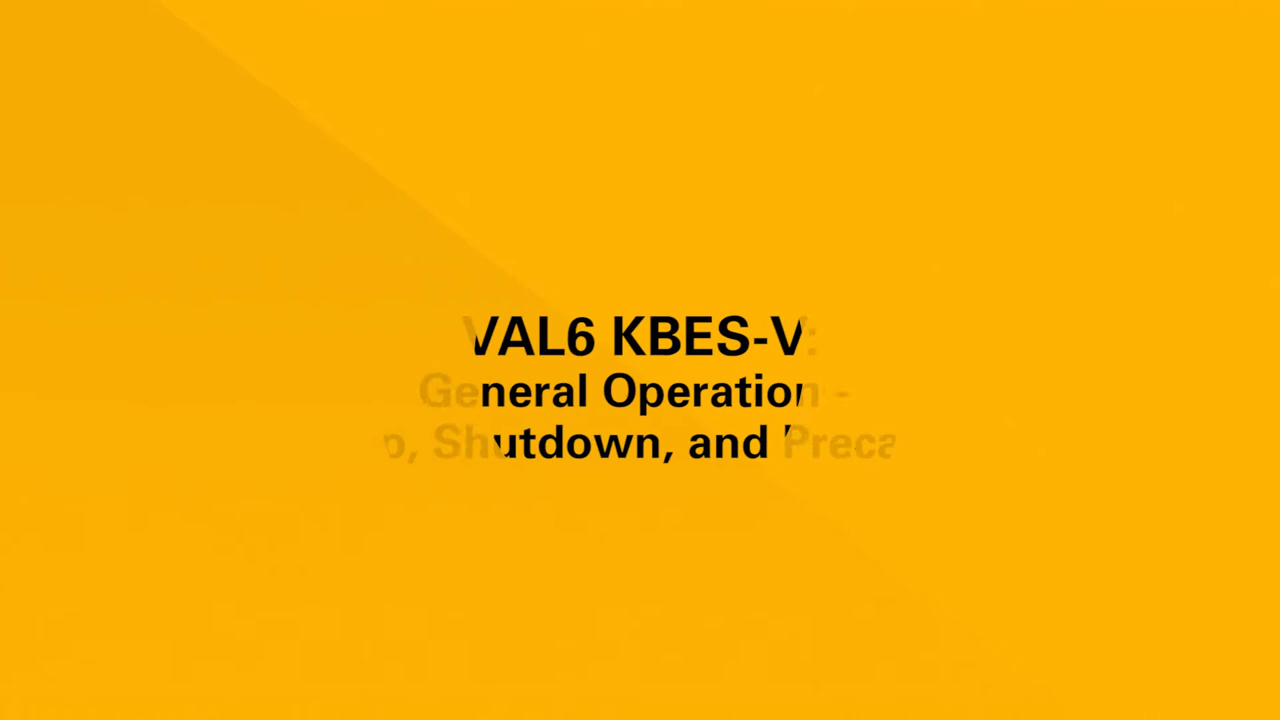 VAL6 KBES-V:
General Operation -
Shutdown, and